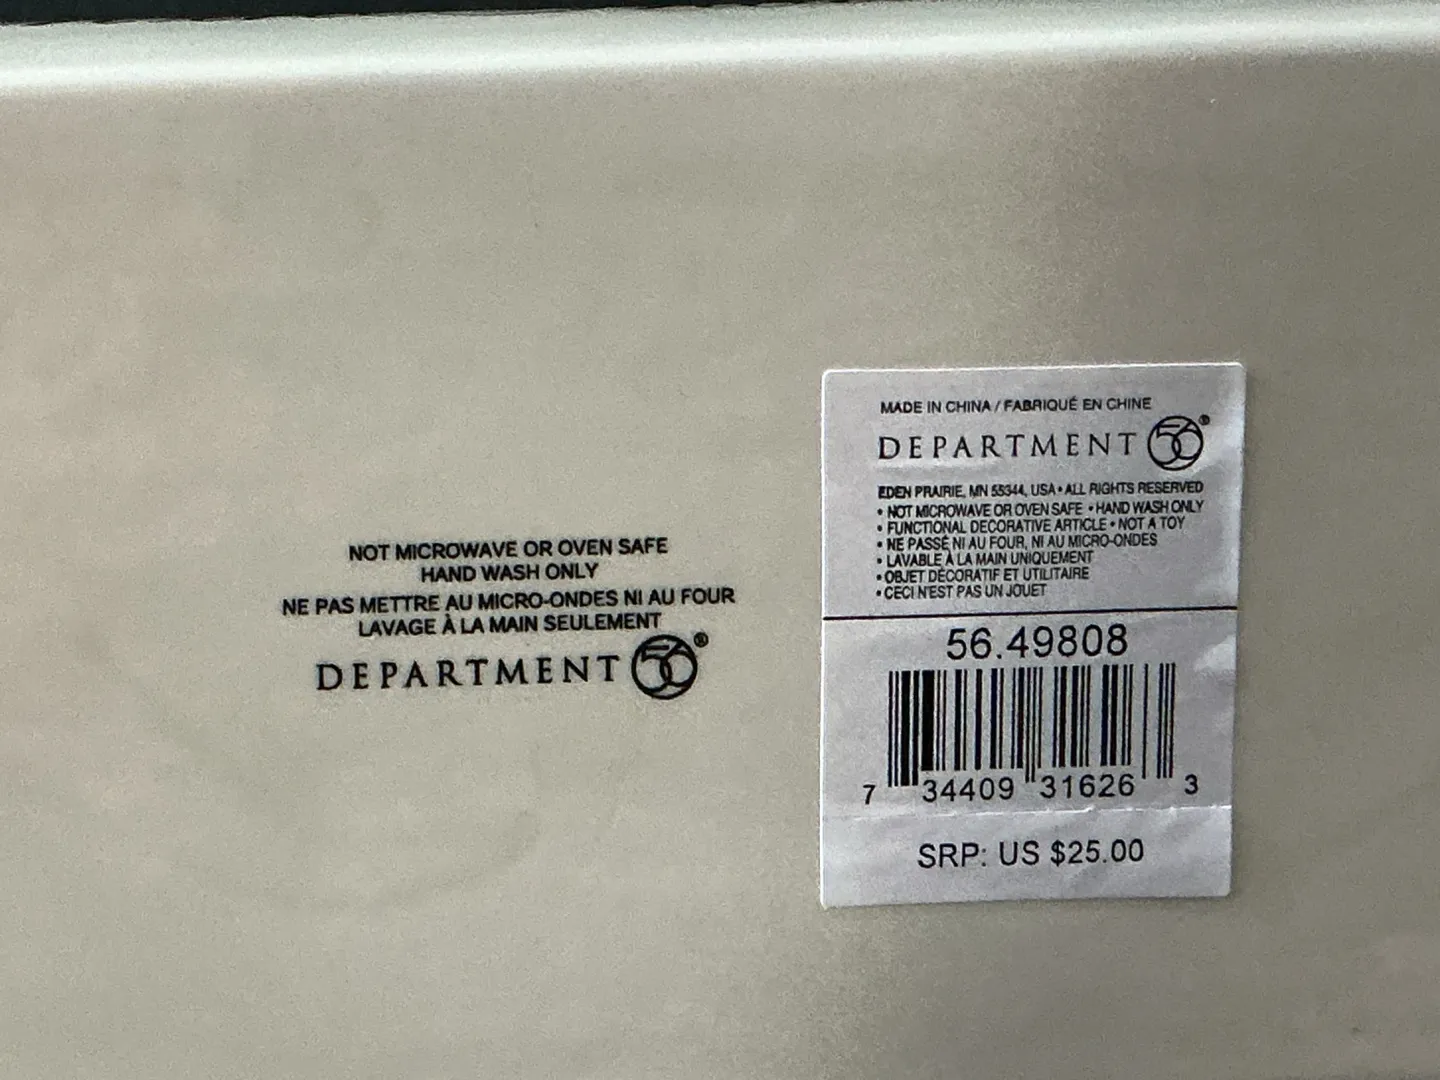 NOT MICROWAVE OR OVEN SAFE
HAND WASH ONLY
NE PAS METTRE AU MICRO-ONDES NI AU FOUR
LAVAGE À LA MAIN SEULEMENT
DEPARTMENT 56®
MADE IN CHINA / FABRIQUÉ EN CHINE
DEPARTMENT 56®
EDEN PRAIRIE, MN 55344, USA • ALL RIGHTS RESERVED
• NOT MICROWAVE OR OVEN SAFE • HAND WASH ONLY
• FUNCTIONAL DECORATIVE ARTICLE • NOT A TOY
• NE PASSÉ NI AU FOUR, NI AU MICRO-ONDES
• LAVABLE À LA MAIN UNIQUEMENT
• OBJET DÉCORATIF ET UTILITAIRE
• CECI N'EST PAS UN JOUET
56.49808
7 34409 31626 3
SRP: US $25.00